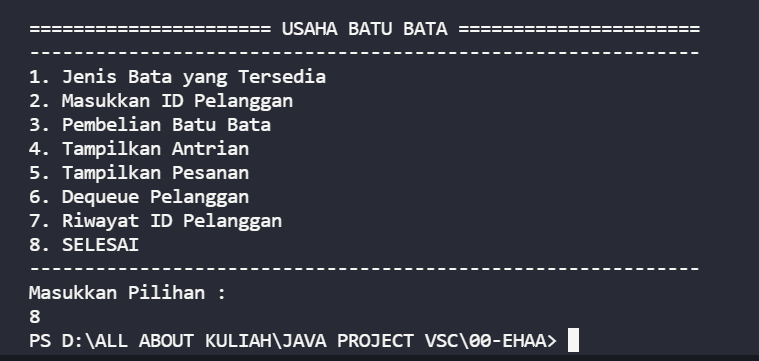 ====================== USAHA BATU BATA ======================
-------------------------------------------------------------
1. Jenis Bata yang Tersedia
2. Masukkan ID Pelanggan
3. Pembelian Batu Bata
4. Tampilkan Antrian
5. Tampilkan Pesanan
6. Dequeue Pelanggan
7. Riwayat ID Pelanggan
8. SELESAI
-------------------------------------------------------------
Masukkan Pilihan :
8
PS D:\ALL ABOUT KULIAH\JAVA PROJECT VSC\00-EHAA>